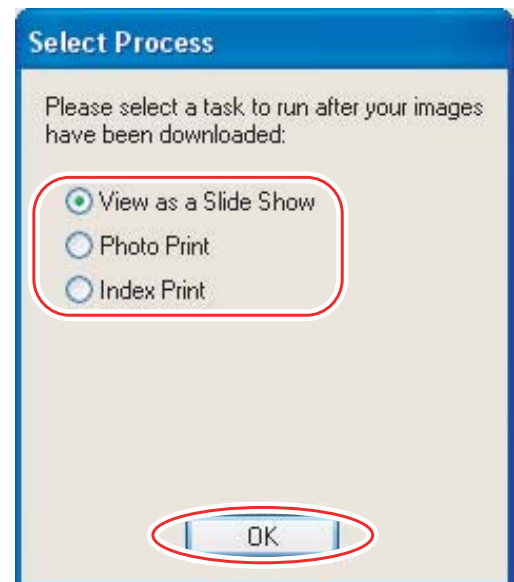 Select Process
Please select a task to run after your images
have been downloaded:
View as a Slide Show
Photo Print
Index Print
OK